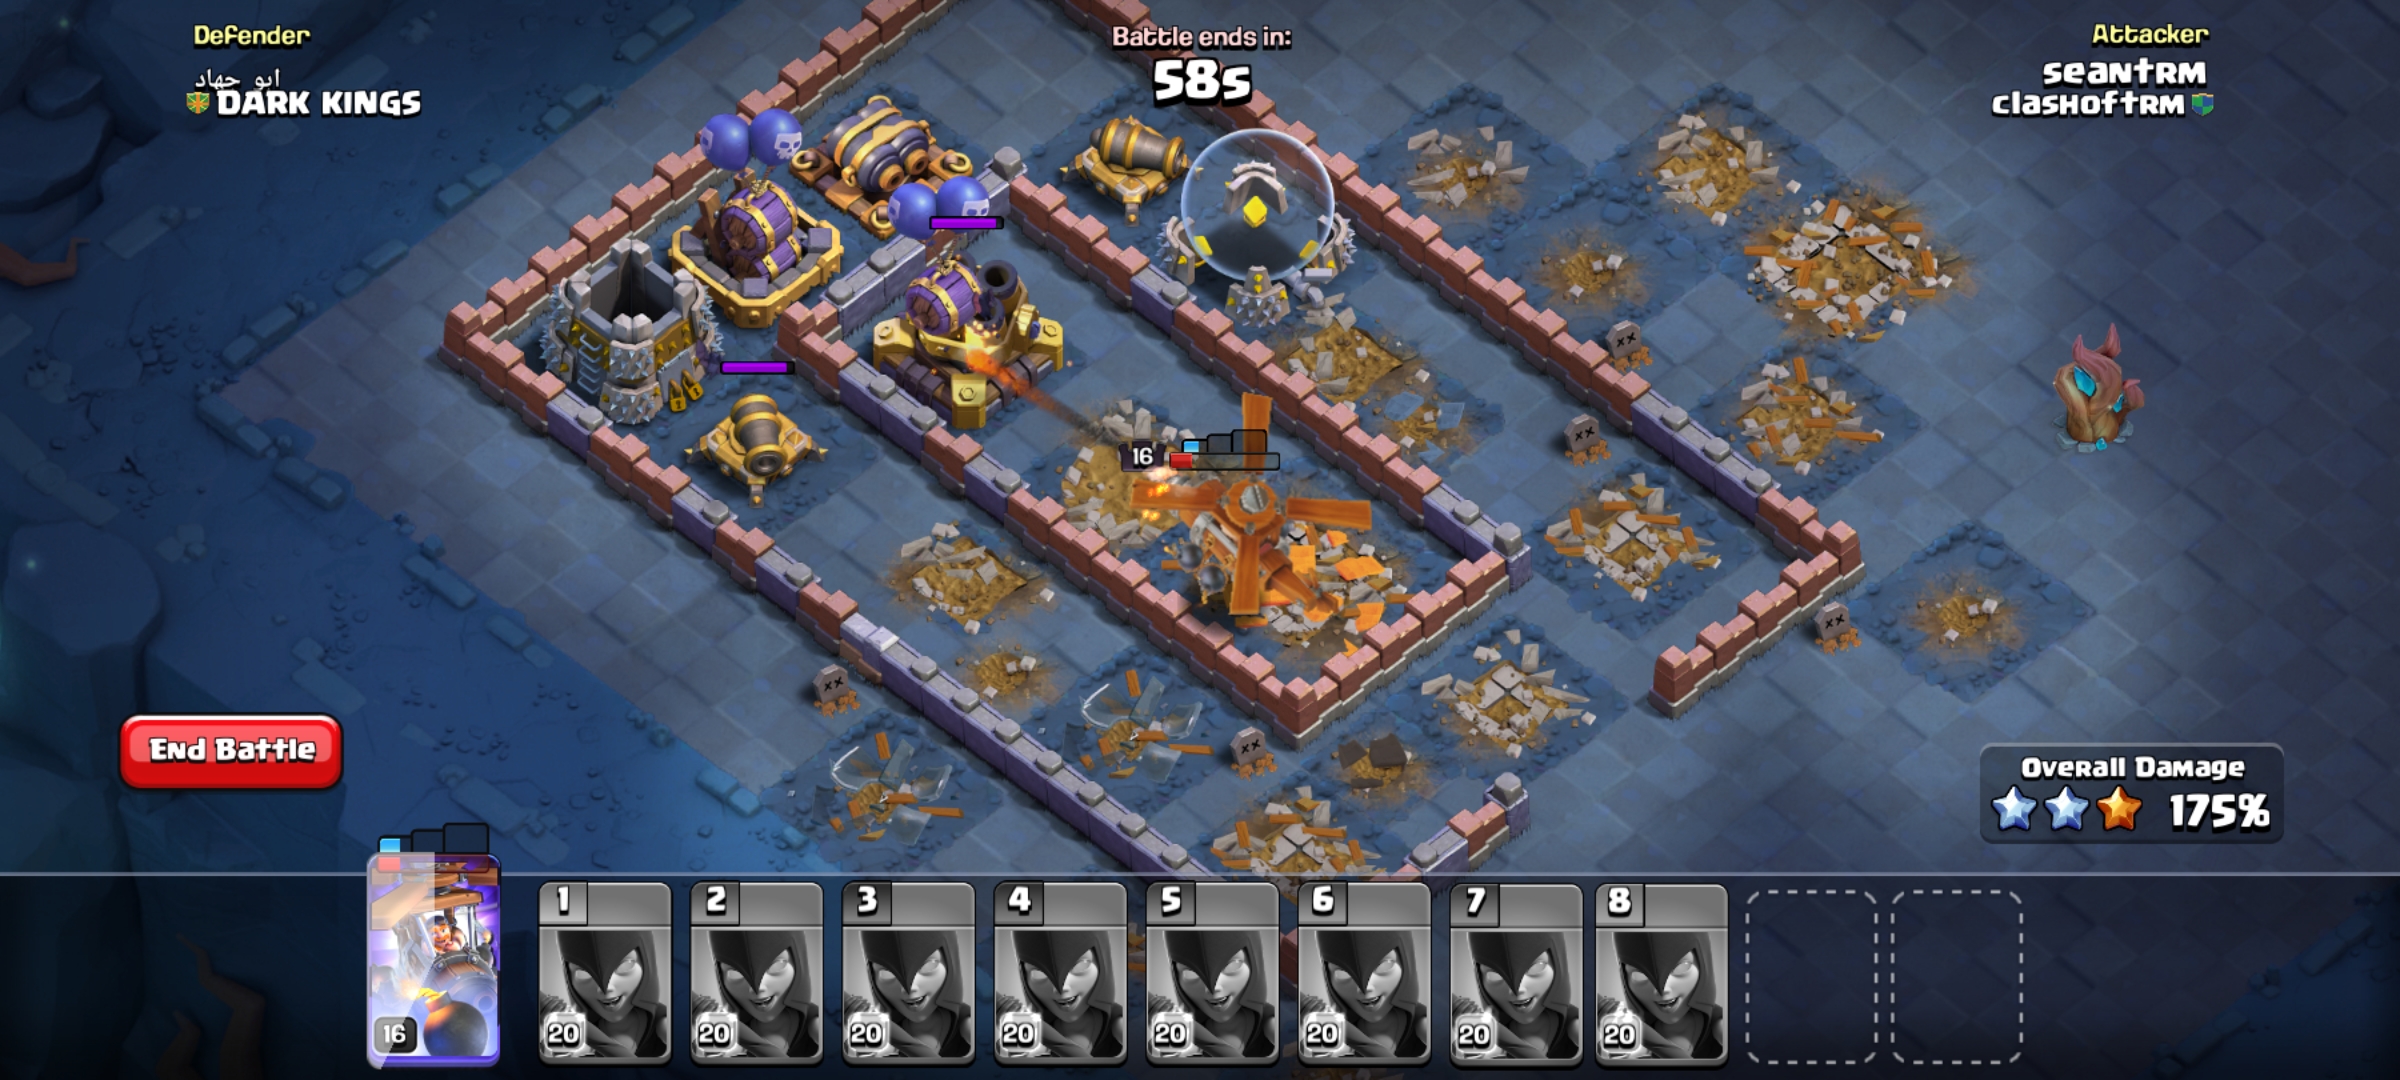 Defender
ابو جهاد
DARK KINGS
Battle ends in:
58s
Attacker
seantRM
clashoftRM
16
End Battle
Overall Damage
175%
16
1
2
3
4
5
6
7
8
20
20
20
20
20
20
20
20